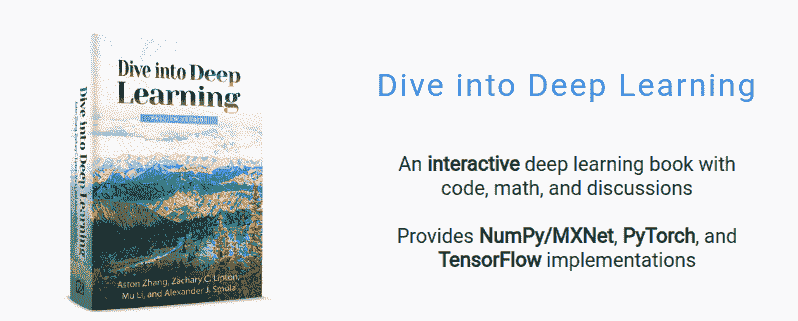 Dive into Deep
Learning
Dive into Deep Learning
Aston Zhang, Zachary C. Lipton,
Mu Li, and Alexander J. Smola
Dive into Deep Learning
An interactive deep learning book with
code, math, and discussions
Provides NumPy/MXNet, PyTorch, and
TensorFlow implementations